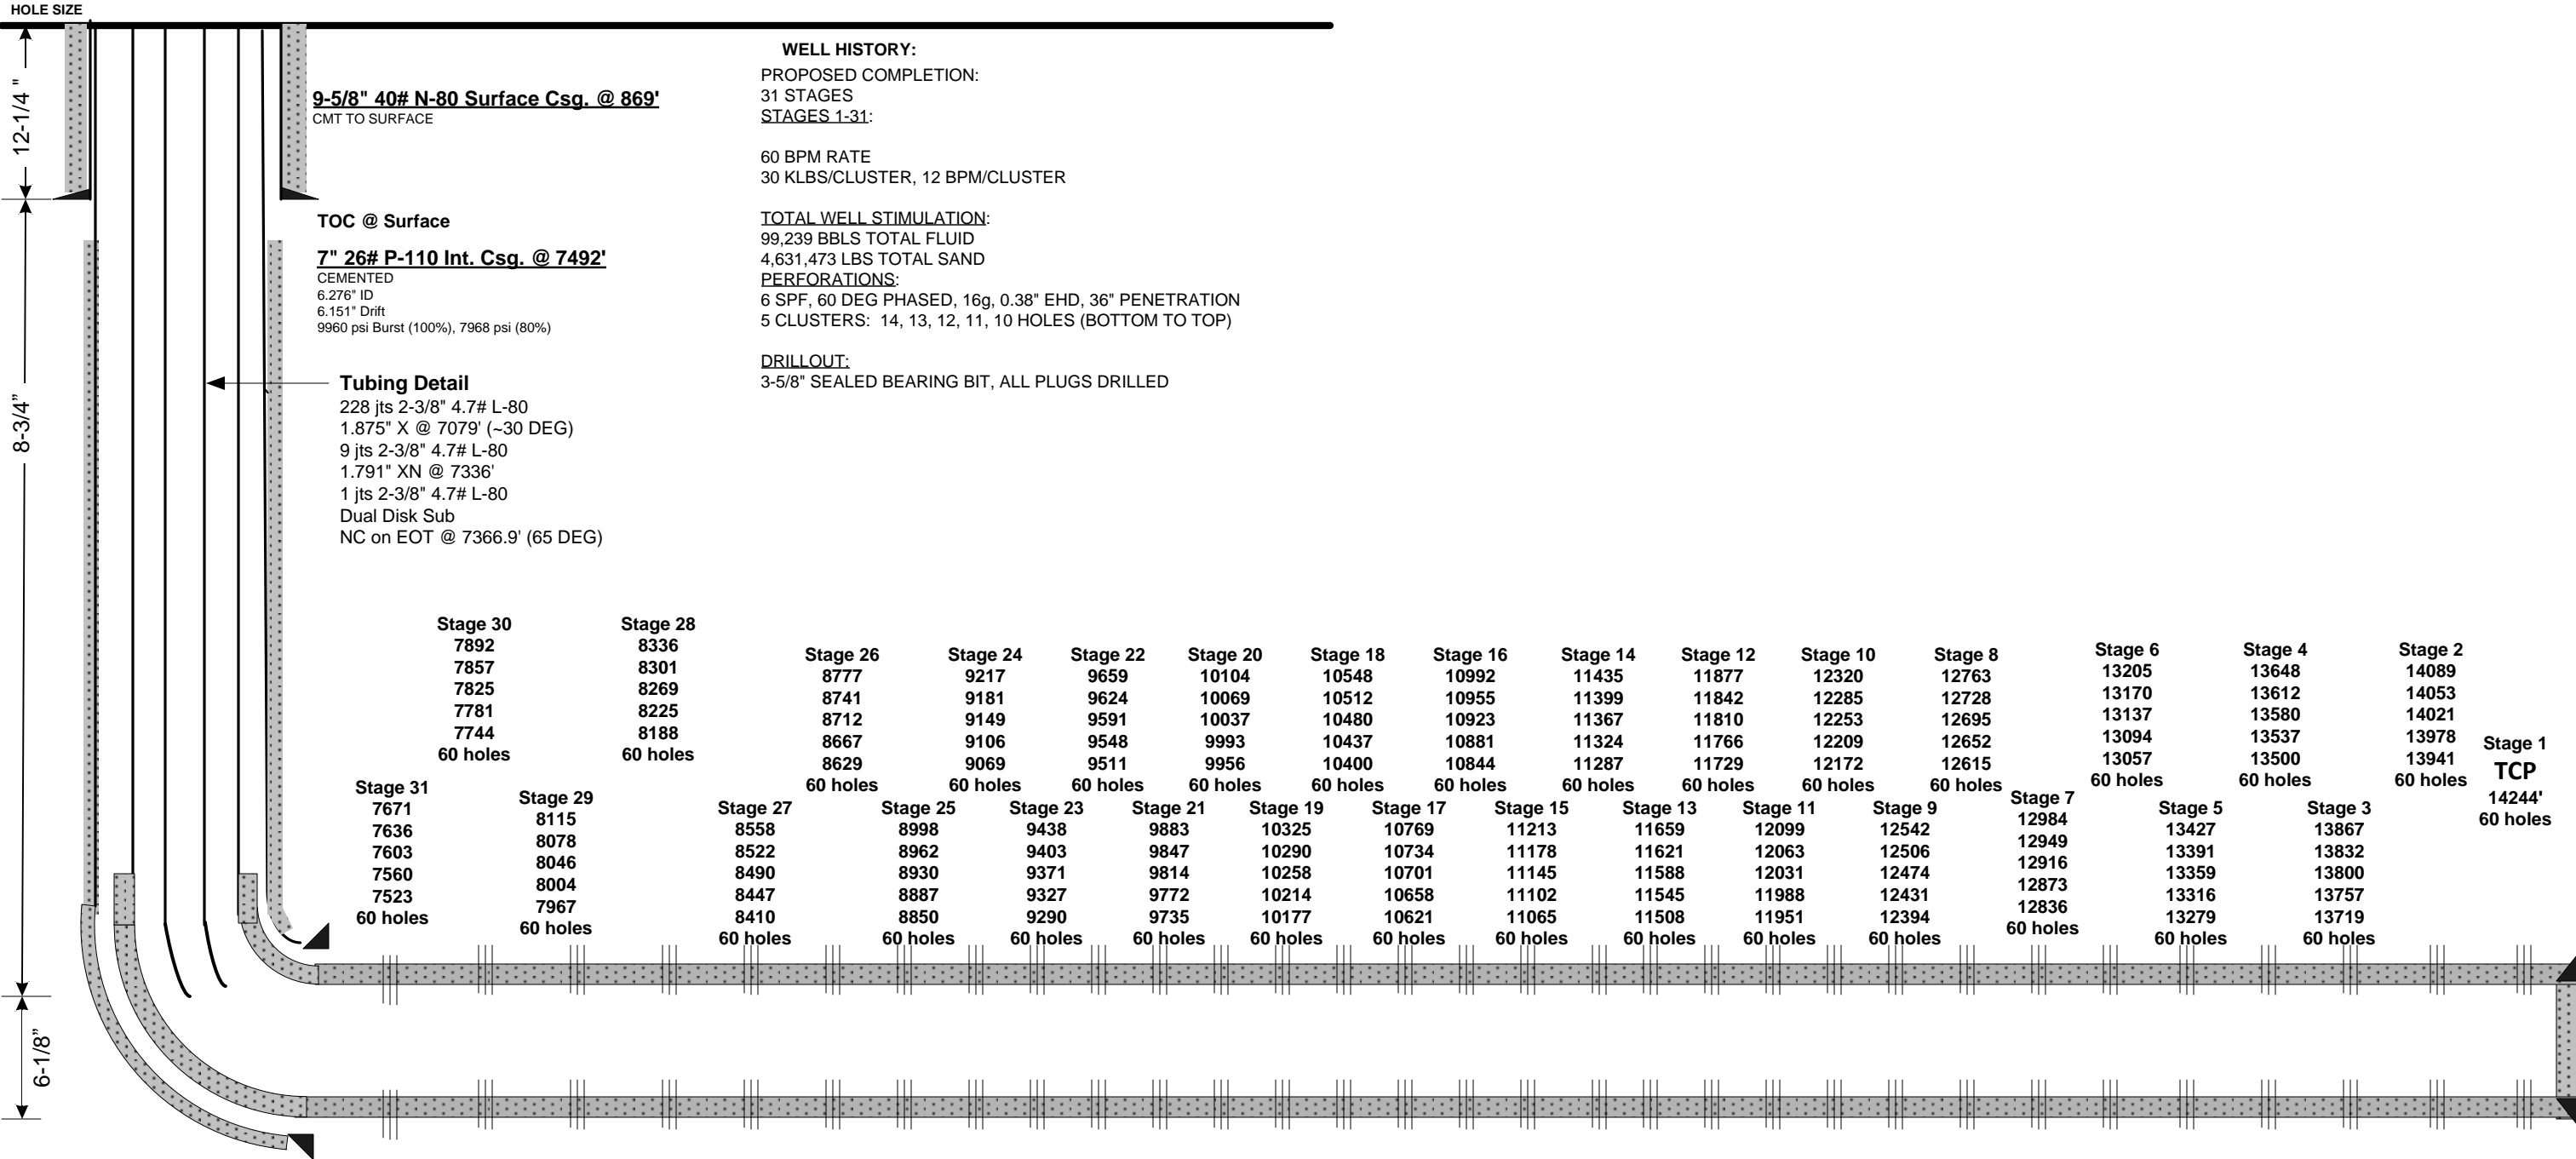 HOLE SIZE
12-1/4 "
8-3/4”
6-1/8”
9-5/8" 40# N-80 Surface Csg. @ 869'
CMT TO SURFACE
TOC @ Surface
7" 26# P-110 Int. Csg. @ 7492'
CEMENTED
6.276" ID
6.151" Drift
9960 psi Burst (100%), 7968 psi (80%)
Tubing Detail
228 jts 2-3/8" 4.7# L-80
1.875" X @ 7079' (~30 DEG)
9 jts 2-3/8" 4.7# L-80
1.791" XN @ 7336'
1 jts 2-3/8" 4.7# L-80
Dual Disk Sub
NC on EOT @ 7366.9' (65 DEG)
WELL HISTORY:
PROPOSED COMPLETION:
31 STAGES
STAGES 1-31:
60 BPM RATE
30 KLBS/CLUSTER, 12 BPM/CLUSTER
TOTAL WELL STIMULATION:
99,239 BBLS TOTAL FLUID
4,631,473 LBS TOTAL SAND
PERFORATIONS:
6 SPF, 60 DEG PHASED, 16g, 0.38" EHD, 36" PENETRATION
5 CLUSTERS: 14, 13, 12, 11, 10 HOLES (BOTTOM TO TOP)
DRILLOUT:
3-5/8" SEALED BEARING BIT, ALL PLUGS DRILLED
Stage 31
7671
7636
7603
7560
7523
60 holes
Stage 30
7892
7857
7825
7781
7744
60 holes
Stage 29
8115
8078
8046
8004
7967
60 holes
Stage 28
8336
8301
8269
8225
8188
60 holes
Stage 27
8558
8522
8490
8447
8410
60 holes
Stage 26
8777
8741
8712
8667
8629
60 holes
Stage 25
8998
8962
8930
8887
8850
60 holes
Stage 24
9217
9181
9149
9106
9069
60 holes
Stage 23
9438
9403
9371
9327
9290
60 holes
Stage 22
9659
9624
9591
9548
9511
60 holes
Stage 21
9883
9847
9814
9772
9735
60 holes
Stage 20
10104
10069
10037
9993
9956
60 holes
Stage 19
10325
10290
10258
10214
10177
60 holes
Stage 18
10548
10512
10480
10437
10400
60 holes
Stage 17
10769
10734
10701
10658
10621
60 holes
Stage 16
10992
10955
10923
10881
10844
60 holes
Stage 15
11213
11178
11145
11102
11065
60 holes
Stage 14
11435
11399
11367
11324
11287
60 holes
Stage 13
11659
11621
11588
11545
11508
60 holes
Stage 12
11877
11842
11810
11766
11729
60 holes
Stage 11
12099
12063
12031
11988
11951
60 holes
Stage 10
12320
12285
12253
12209
12172
60 holes
Stage 9
12542
12506
12474
12431
12394
60 holes
Stage 8
12763
12728
12695
12652
12615
60 holes
Stage 7
12984
12949
12916
12873
12836
60 holes
Stage 6
13205
13170
13137
13094
13057
60 holes
Stage 5
13427
13391
13359
13316
13279
60 holes
Stage 4
13648
13612
13580
13537
13500
60 holes
Stage 3
13867
13832
13800
13757
13719
60 holes
Stage 2
14089
14053
14021
13978
13941
60 holes
Stage 1
TCP
14244'
60 holes